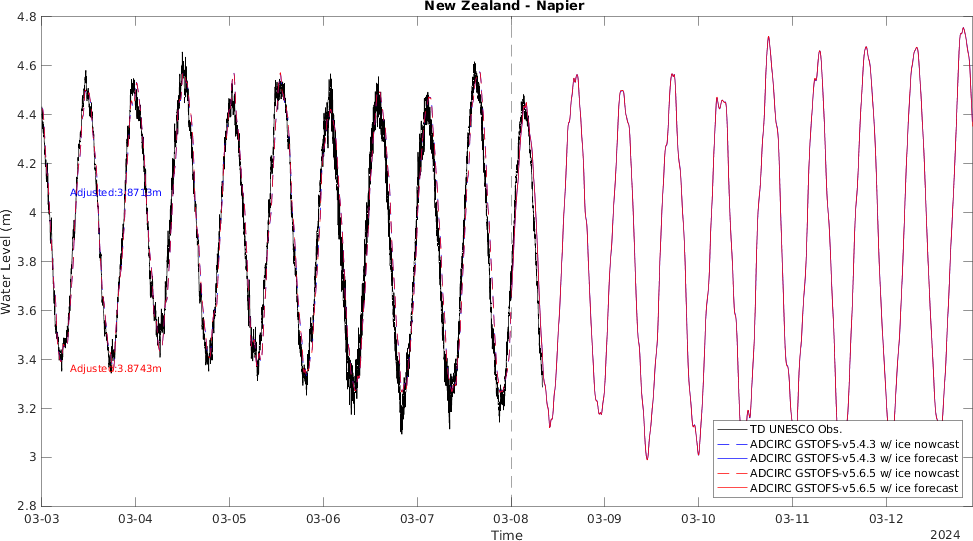 New Zealand - Napier
4.8
4.6
4.4
4.2
4
3.8
3.6
3.4
3.2
3
2.8
Water Level (m)
Adjusted:3.8713m
Adjusted:3.8743m
TD UNESCO Obs.
ADCIRC GSTOFS-v5.4.3 w/ ice nowcast
ADCIRC GSTOFS-v5.4.3 w/ ice forecast
ADCIRC GSTOFS-v5.6.5 w/ ice nowcast
ADCIRC GSTOFS-v5.6.5 w/ ice forecast
03-03 03-04 03-05 03-06 03-07 03-08 03-09 03-10 03-11 03-12
Time
2024